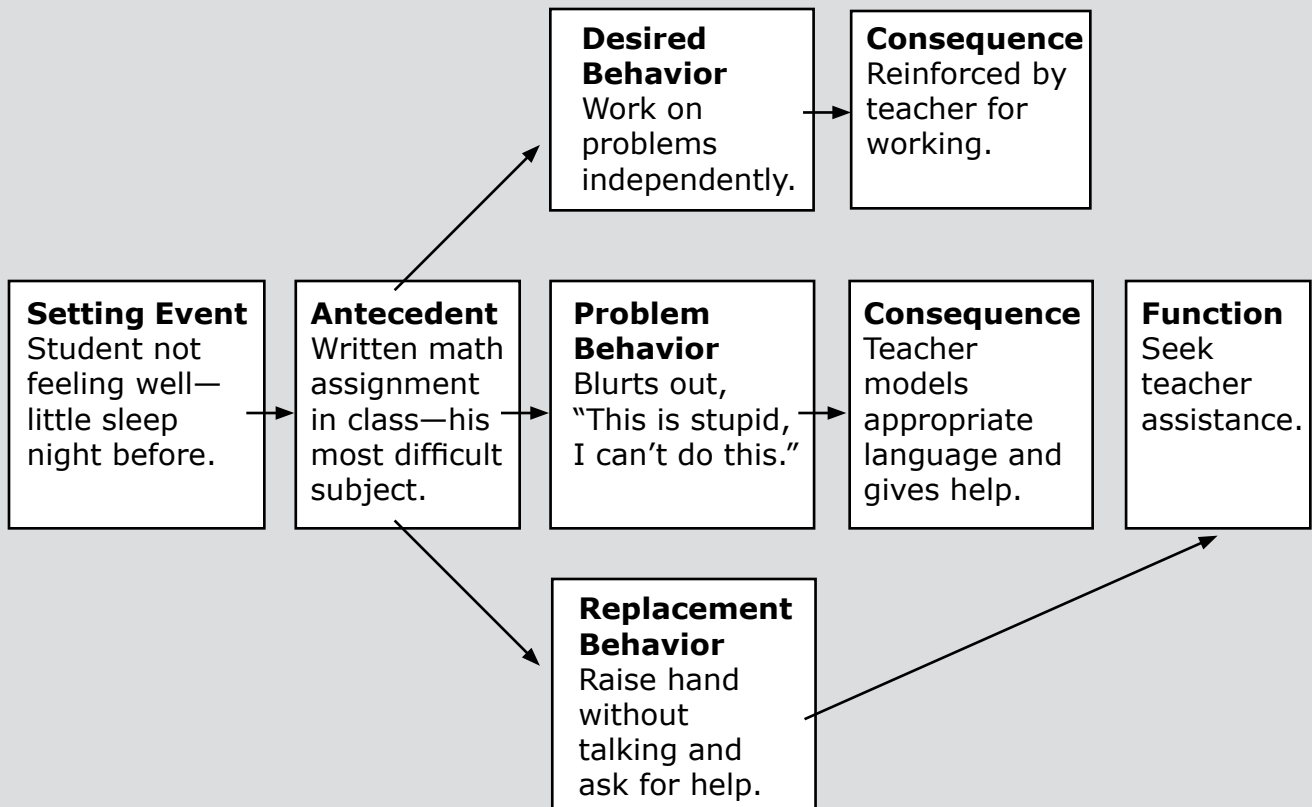 Desired
Behavior
Work on
problems
independently.
Consequence
Reinforced by
teacher for
working.
Setting Event
Student not
feeling well—
little sleep
night before.
Antecedent
Written math
assignment
in class—his
most difficult
subject.
Problem
Behavior
Blurts out,
“This is stupid,
I can’t do this.”
Consequence
Teacher
models
appropriate
language and
gives help.
Function
Seek
teacher
assistance.
Replacement
Behavior
Raise hand
without
talking and
ask for help.